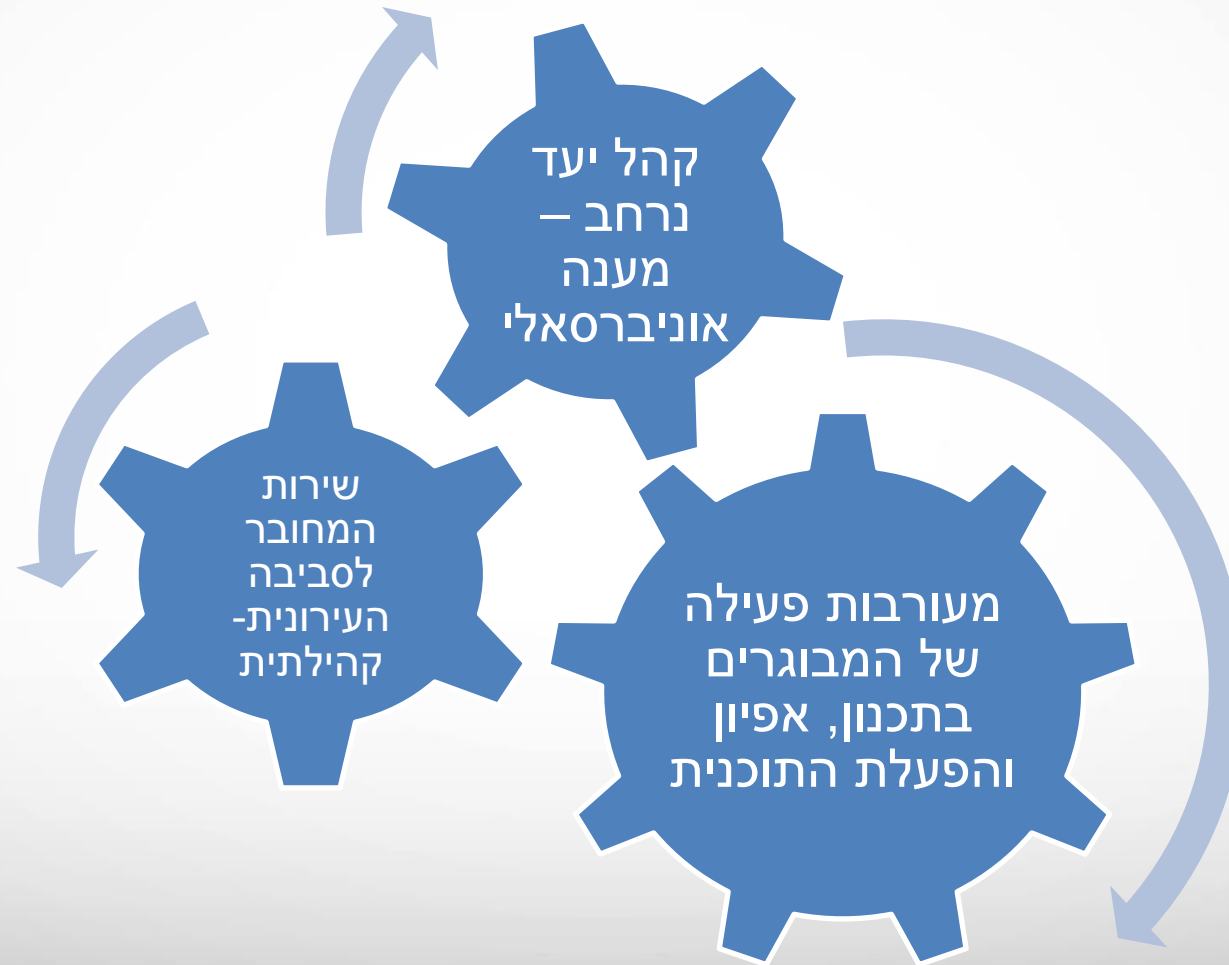 קהל יעד
נרחב –
מענה
אוניברסאלי
שירות
המחובר
לסביבה
העירונית-
קהילתית
מעורבות פעילה
של המבוגרים
בתכנון, אפיון
והפעלת התוכנית